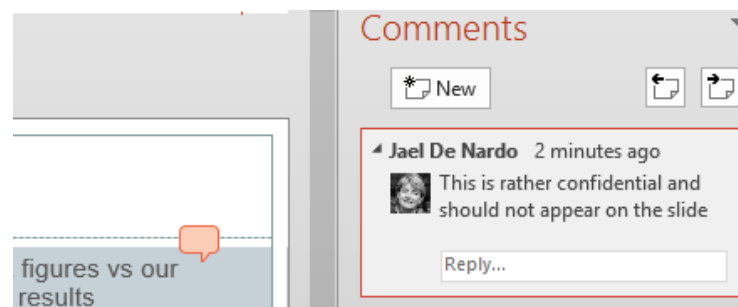 Comments
New
Jael De Nardo 2 minutes ago
This is rather confidential and
should not appear on the slide
Reply...
figures vs our
results